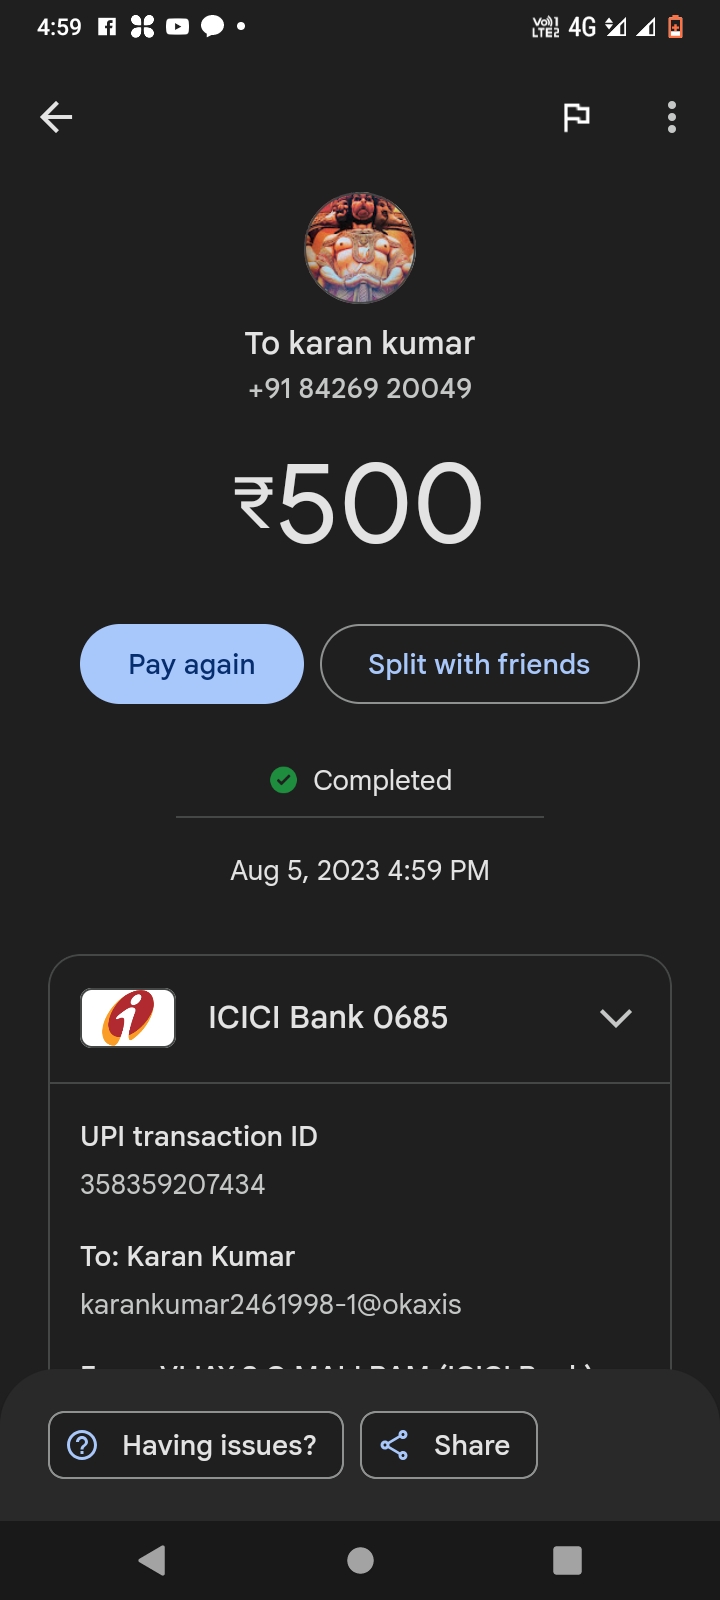 4:59
Vo))1 LTE2 4G
To karan kumar
+91 84269 20049
₹500
Pay again
Split with friends
Completed
Aug 5, 2023 4:59 PM
ICICI Bank 0685
UPI transaction ID
358359207434
To: Karan Kumar
karankumar2461998-1@okaxis
Having issues?
Share